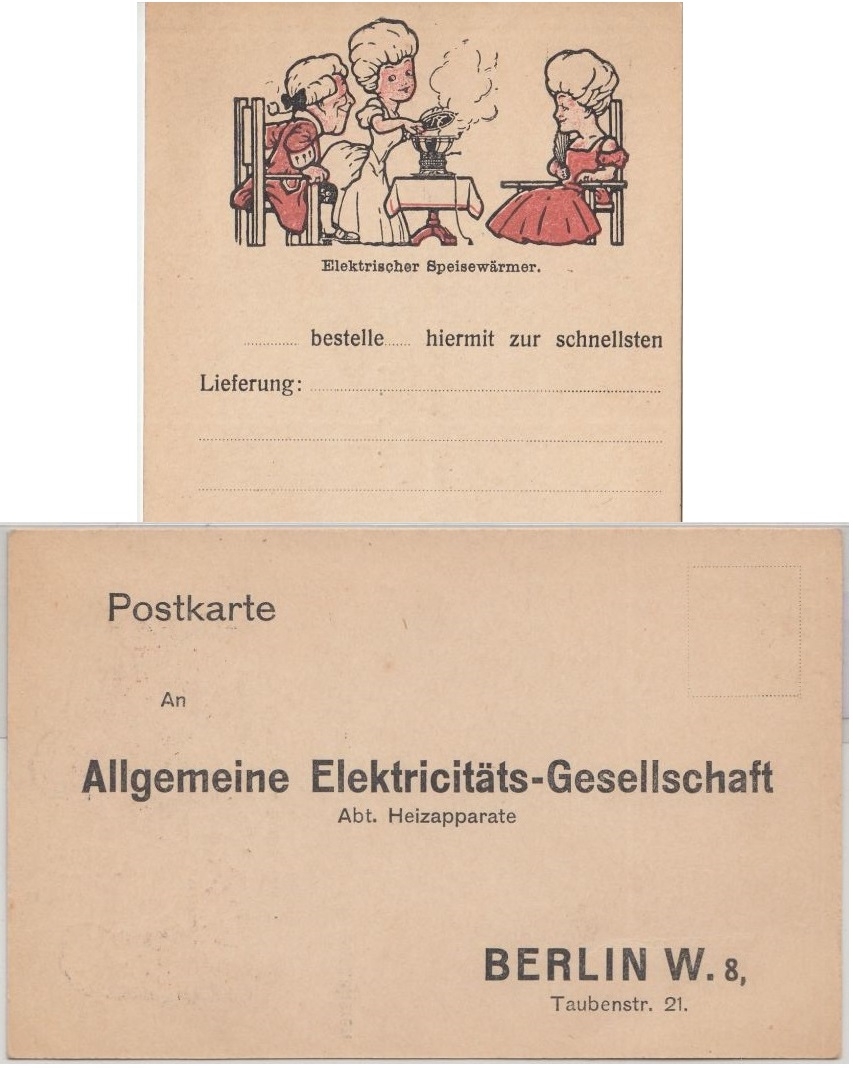 Elektrischer Speisewärmer.
........... bestelle...... hiermit zur schnellsten
Lieferung:
Postkarte
An
Allgemeine Elektricitäts-Gesellschaft
Abt. Heizapparate
BERLIN W. 8,
Taubenstr. 21.